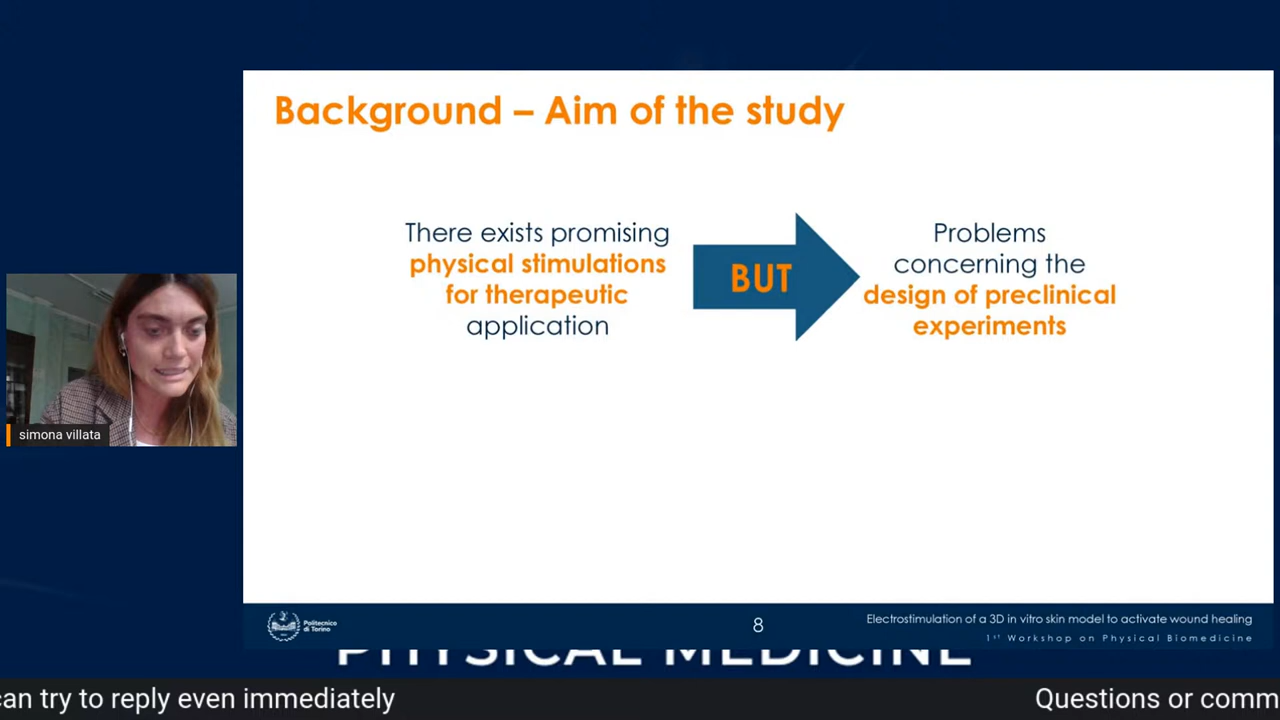 Background – Aim of the study
There exists promising
physical stimulations
for therapeutic
application
BUT
Problems
concerning the
design of preclinical
experiments
simona villata
Politecnico
di Torino
8
Electrostimulation of a 3D in vitro skin model to activate wound healing
1st Workshop on Physical Biomedicine
PHYSICAL MEDICINE
can try to reply even immediately
Questions or comm